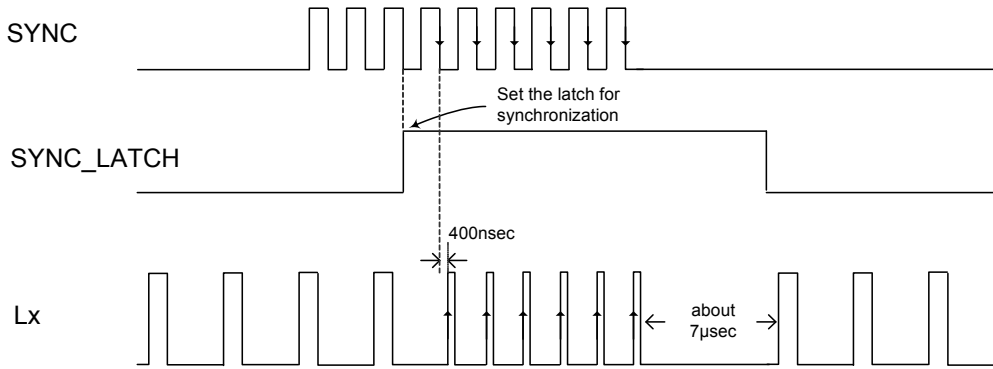 SYNC
Set the latch for
synchronization
SYNC_LATCH
400nsec
Lx
about
7μsec